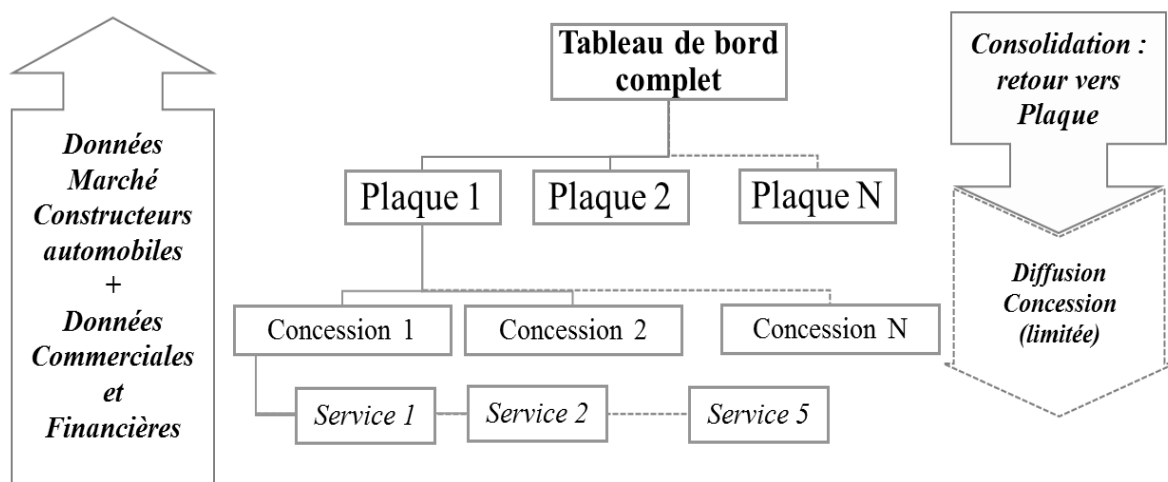 Données
Marché
Constructeurs
automobiles
+
Données
Commerciales
et
Financières
Tableau de bord
complet
Plaque 1
Plaque 2
Plaque N
Concession 1
Concession 2
Concession N
Service 1
Service 2
Service 5
Consolidation :
retour vers
Plaque
Diffusion
Concession
(limitée)